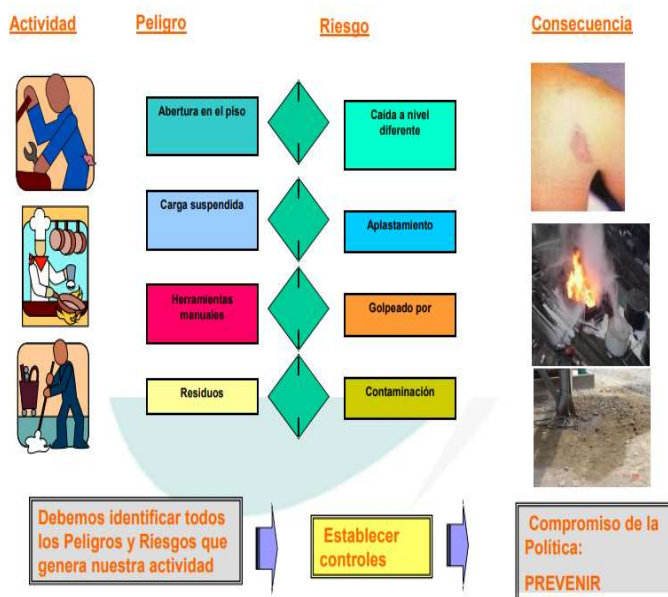 Actividad
Peligro
Riesgo
Consecuencia
Abertura en el piso
Caída a nivel
diferente
Carga suspendida
Aplastamiento
Herramientas
manuales
Golpeado por
Residuos
Contaminación
Debemos identificar todos
los Peligros y Riesgos que
genera nuestra actividad
Establecer
controles
Compromiso de la
Política:
PREVENIR